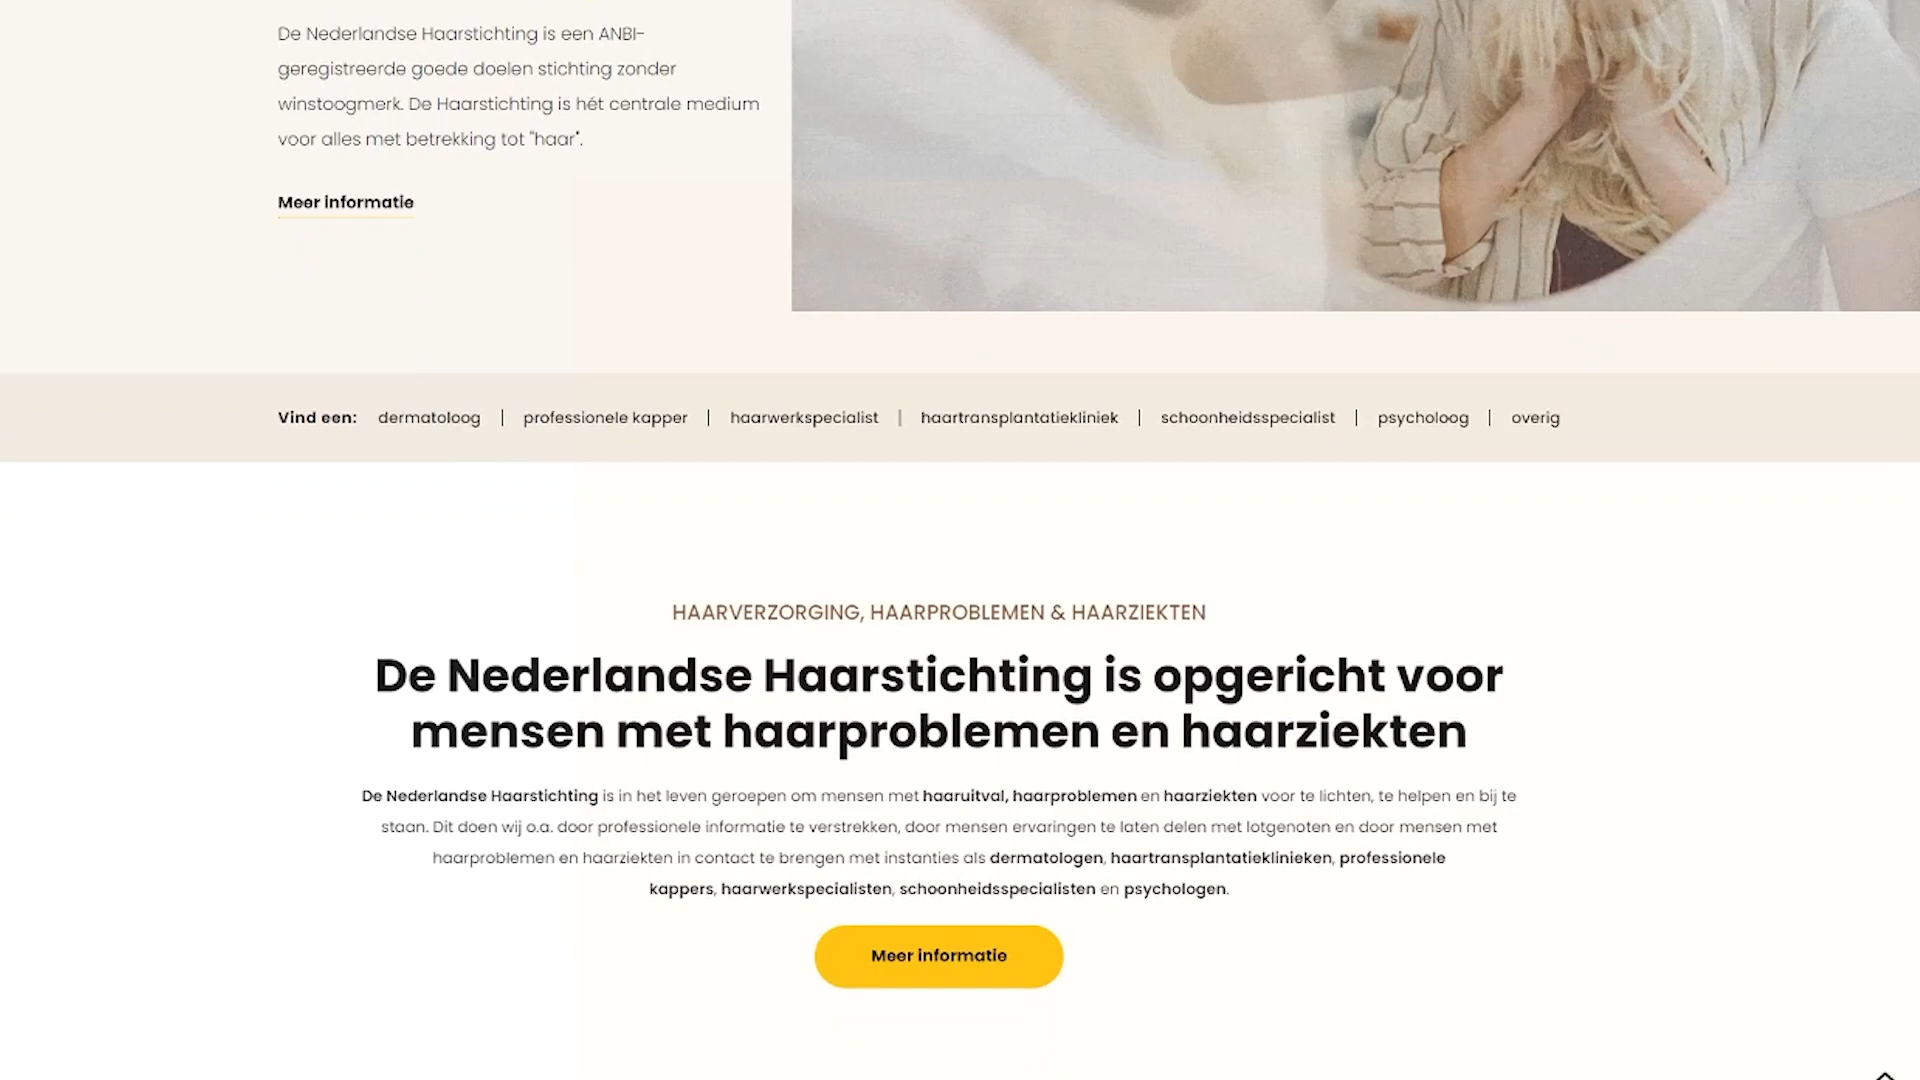 De Nederlandse Haarstichting is een ANBI-
geregistreerde goede doelen stichting zonder
winstoogmerk. De Haarstichting is hét centrale medium
voor alles met betrekking tot "haar".
Meer informatie
Vind een: dermatoloog | professionele kapper | haarwerkspecialist | haartransplantatiekliniek | schoonheidsspecialist | psycholoog | overig
HAARVERZORGING, HAARPROBLEMEN & HAARZIEKTEN
De Nederlandse Haarstichting is opgericht voor
mensen met haarproblemen en haarziekten
De Nederlandse Haarstichting is in het leven geroepen om mensen met haaruitval, haarproblemen en haarziekten voor te lichten, te helpen en bij te
staan. Dit doen wij o.a. door professionele informatie te verstrekken, door mensen ervaringen te laten delen met lotgenoten en door mensen met
haarproblemen en haarziekten in contact te brengen met instanties als dermatologen, haartransplantatieklinieken, professionele
kappers, haarwerkspecialisten, schoonheidsspecialisten en psychologen.
Meer informatie